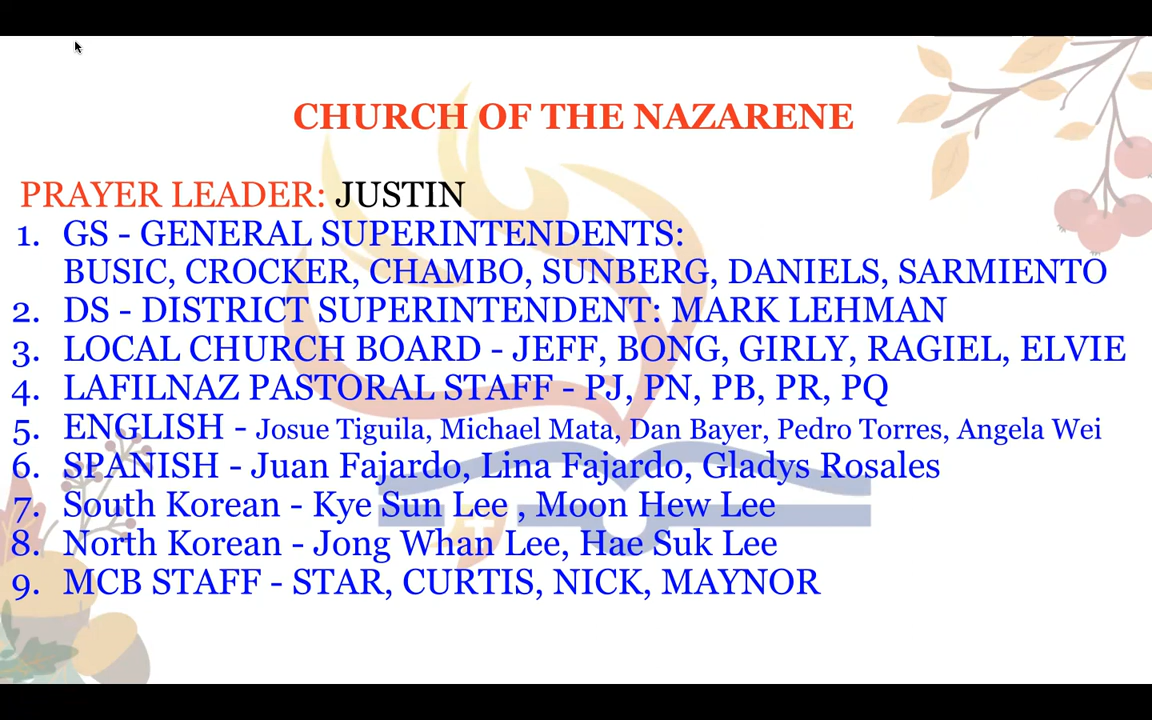 CHURCH OF THE NAZARENE
PRAYER LEADER: JUSTIN
1. GS - GENERAL SUPERINTENDENTS:
BUSIC, CROCKER, CHAMBO, SUNBERG, DANIELS, SARMIENTO
2. DS - DISTRICT SUPERINTENDENT: MARK LEHMAN
3. LOCAL CHURCH BOARD - JEFF, BONG, GIRLY, RAGIEL, ELVIE
4. LAFILNAZ PASTORAL STAFF - PJ, PN, PB, PR, PQ
5. ENGLISH - Josue Tiguila, Michael Mata, Dan Bayer, Pedro Torres, Angela Wei
6. SPANISH - Juan Fajardo, Lina Fajardo, Gladys Rosales
7. South Korean - Kye Sun Lee , Moon Hew Lee
8. North Korean - Jong Whan Lee, Hae Suk Lee
9. MCB STAFF - STAR, CURTIS, NICK, MAYNOR